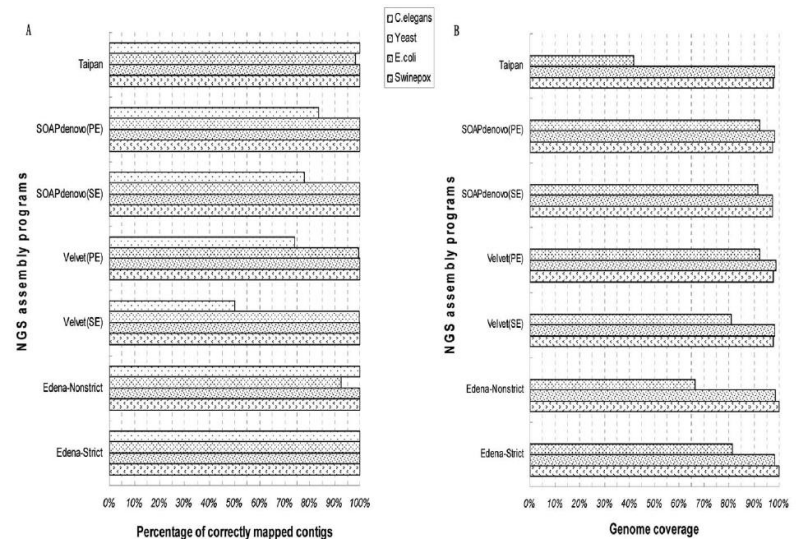 A
NGS assembly programs
Taipan
SOAPdenovo(PE)
SOAPdenovo(SE)
Velvet(PE)
Velvet(SE)
Edena-Nonstrict
Edena-Strict
0% 10% 20% 30% 40% 50% 60% 70% 80% 90% 100%
Percentage of correctly mapped contigs
C.elegans
Yeast
E.coli
Swinepox
B
NGS assembly programs
Taipan
SOAPdenovo(PE)
SOAPdenovo(SE)
Velvet(PE)
Velvet(SE)
Edena-Nonstrict
Edena-Strict
0% 10% 20% 30% 40% 50% 60% 70% 80% 90% 100%
Genome coverage